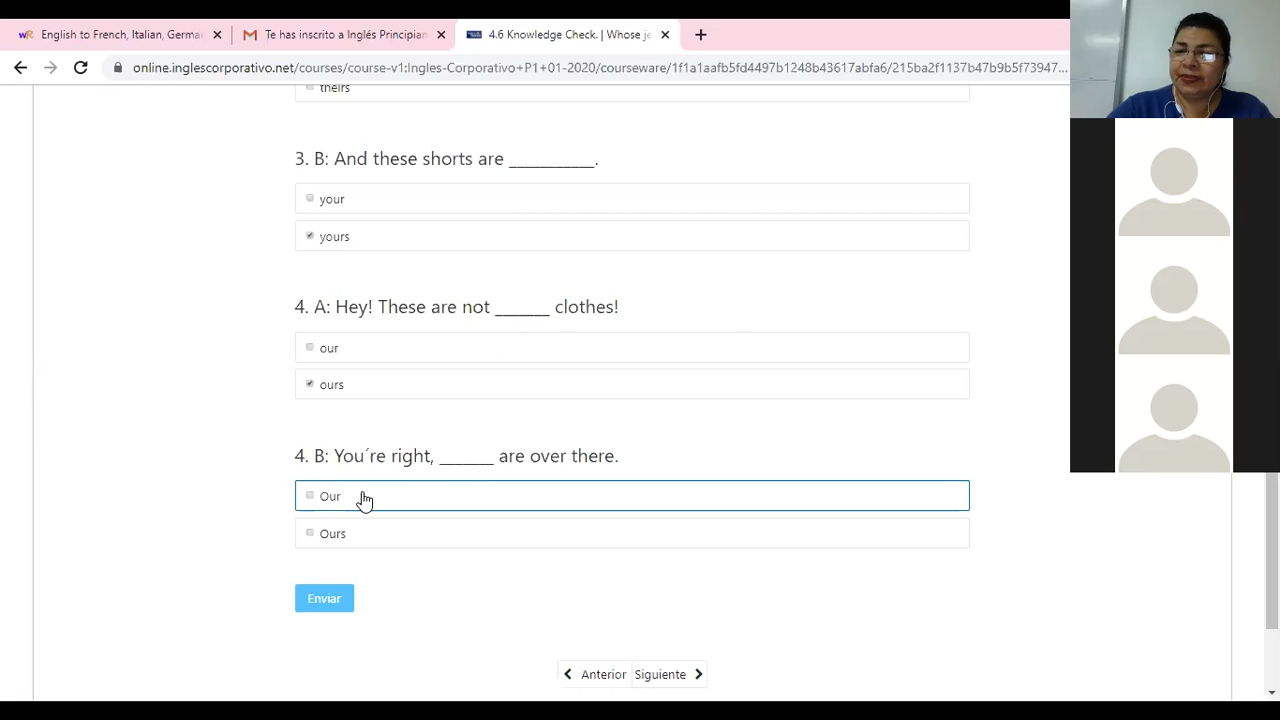 English to French, Italian, Germa
Te has inscrito a Inglés Principian
4.6 Knowledge Check. | Whose je
online.inglescorporativo.net/courses/course-v1:Ingles-Corporativo+P1+01-2020/courseware/1f1a1aafb5fd4497b1248b43617abfa6/215ba2f1137b47b9b5f73947...
theirs
3. B: And these shorts are ___________.
your
yours
4. A: Hey! These are not _______ clothes!
our
ours
4. B: You´re right, _______ are over there.
Our
Ours
Enviar
Anterior Siguiente